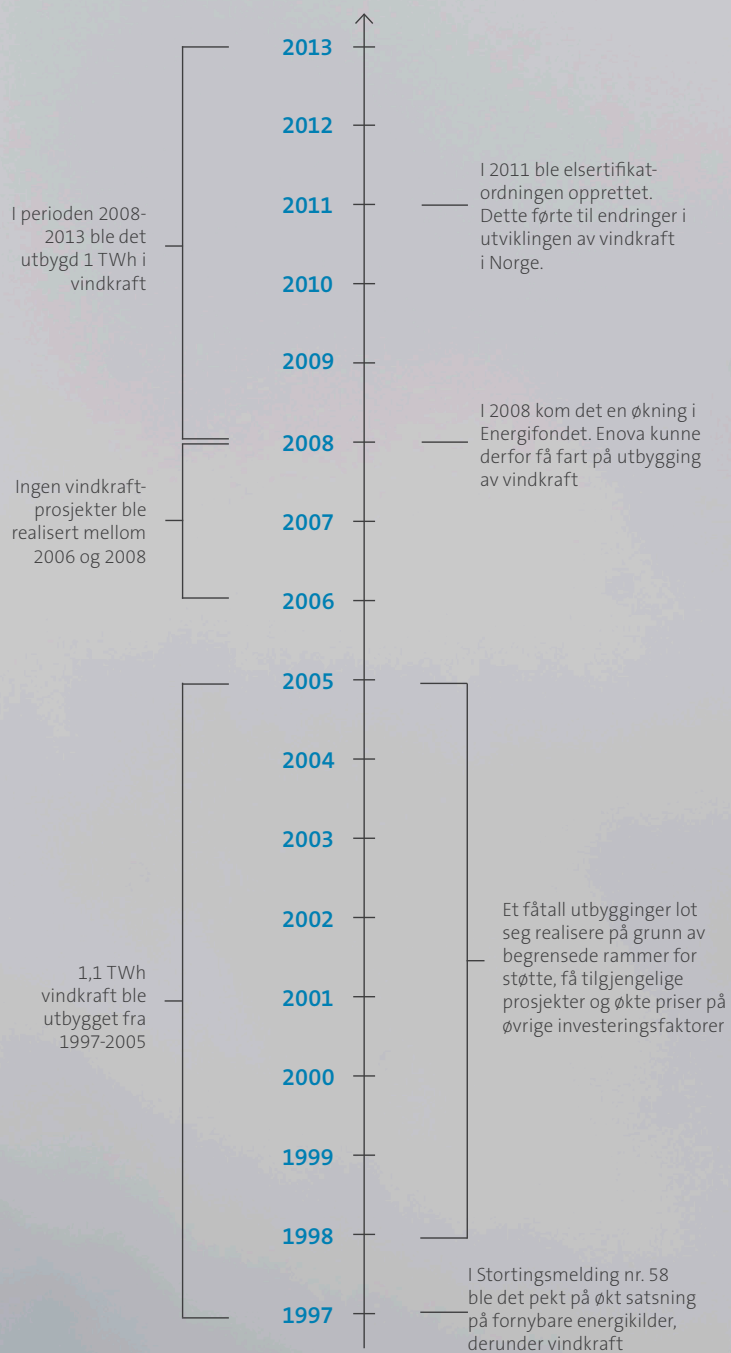 2013
2012
I 2011 ble elsertifikat-
ordningen opprettet.
Dette førte til endringer i
utviklingen av vindkraft
i Norge.
2011
I perioden 2008-
2013 ble det
utbygd 1 TWh i
vindkraft
2010
2009
I 2008 kom det en økning i
Energifondet. Enova kunne
derfor få fart på utbygging
av vindkraft
2008
Ingen vindkraft-
prosjekter ble
realisert mellom
2006 og 2008
2007
2006
2005
2004
2003
2002
Et fåtall utbygginger lot
seg realisere på grunn av
begrensede rammer for
støtte, få tilgjengelige
prosjekter og økte priser på
øvrige investeringsfaktorer
1,1 TWh
vindkraft ble
utbygget fra
1997-2005
2001
2000
1999
1998
I Stortingsmelding nr. 58
ble det pekt på økt satsning
på fornybare energikilder,
derunder vindkraft
1997